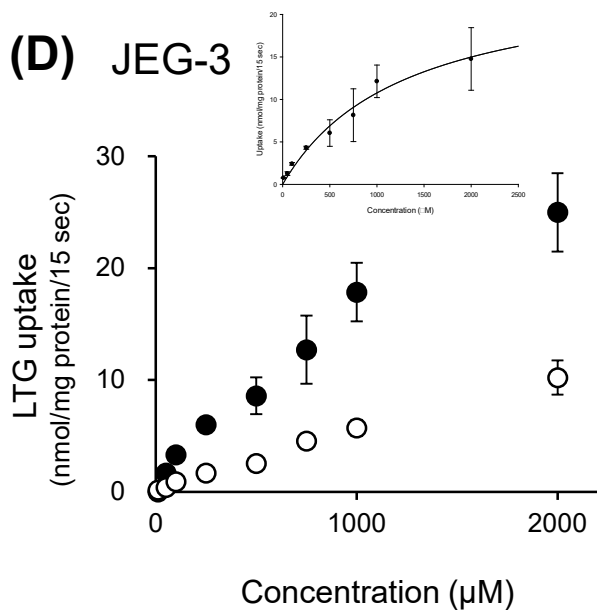 (D) JEG-3
Uptake (nmol/mg protein/15 sec)
20
15
10
5
0
0 500 1000 1500 2000 2500
Concentration (□M)
LTG uptake
(nmol/mg protein/15 sec)
30
20
10
0
0 1000 2000
Concentration (µM)